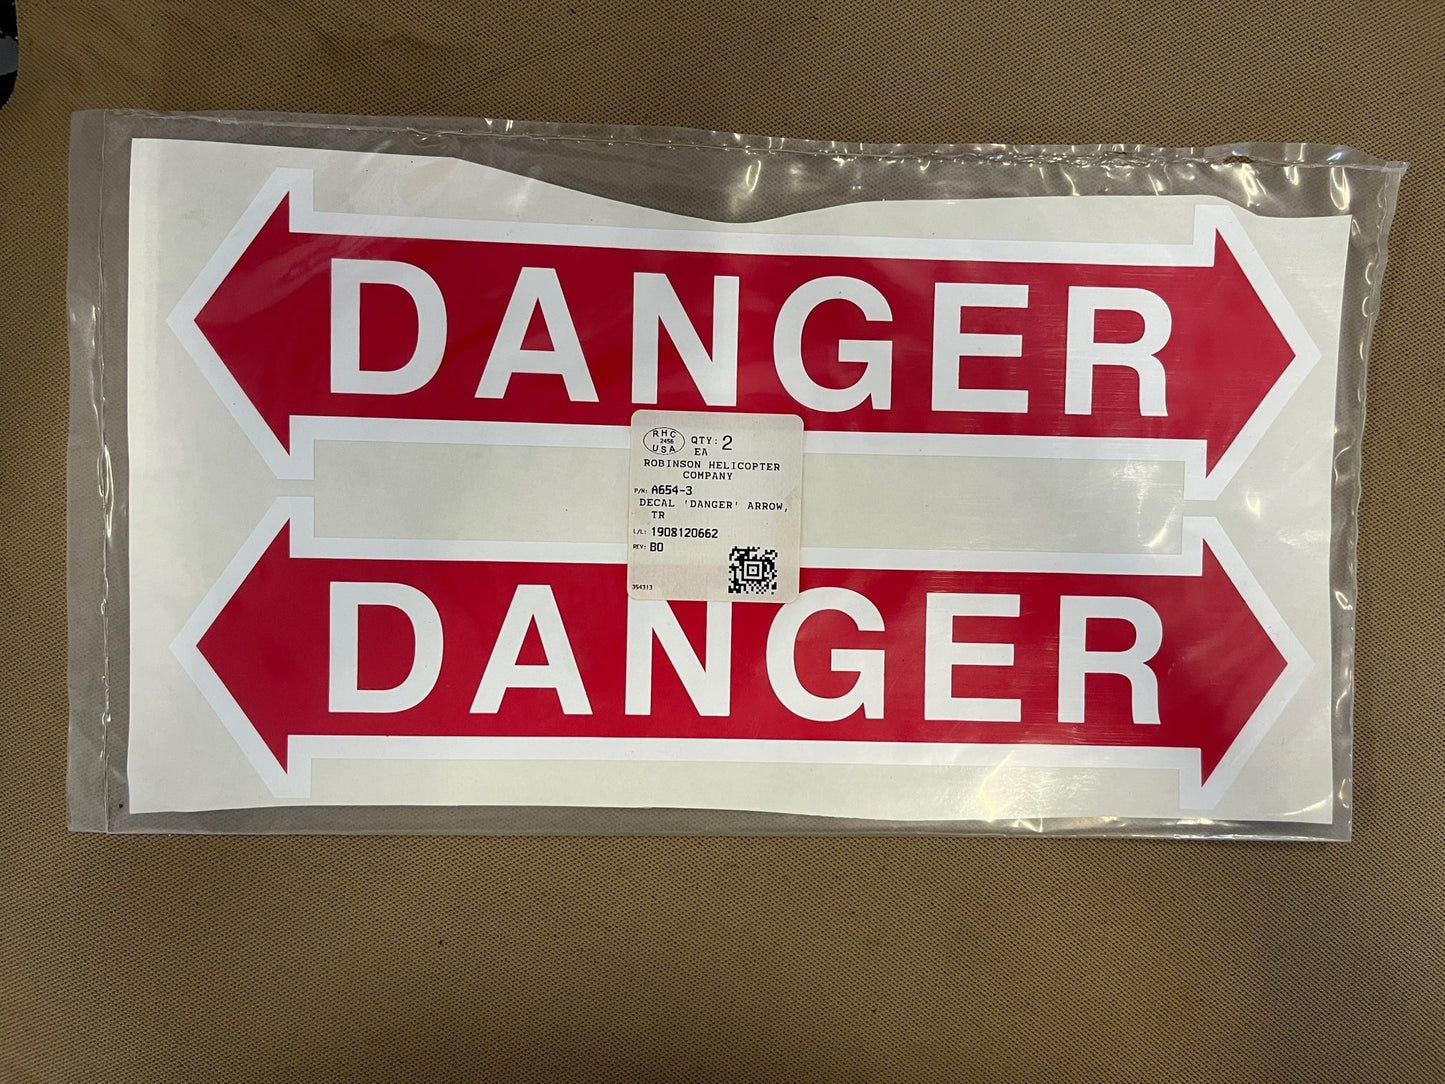 DANGER
RHC
2456
USA
QTY: 2
EA
ROBINSON HELICOPTER
COMPANY
P/N: A654-3
DECAL 'DANGER' ARROW,
TR
L/L: 1908120662
REV: BO
354313
DANGER